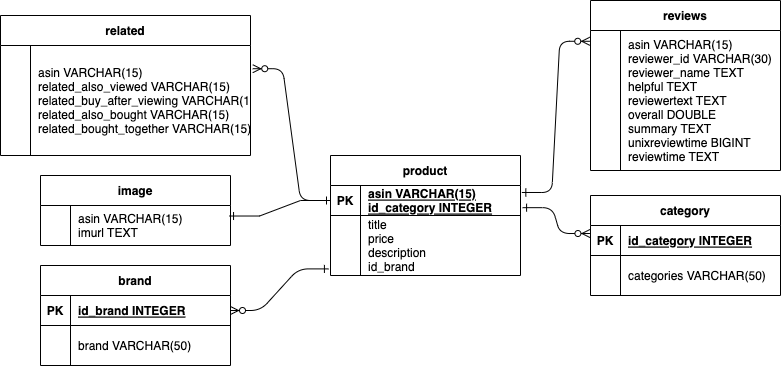 related
asin VARCHAR(15)
related_also_viewed VARCHAR(15)
related_buy_after_viewing VARCHAR(1
related_also_bought VARCHAR(15)
related_bought_together VARCHAR(15)
image
asin VARCHAR(15)
imurl TEXT
brand
PK id_brand INTEGER
brand VARCHAR(50)
product
PK asin VARCHAR(15)
id_category INTEGER
title
price
description
id_brand
reviews
asin VARCHAR(15)
reviewer_id VARCHAR(30)
reviewer_name TEXT
helpful TEXT
reviewertext TEXT
overall DOUBLE
summary TEXT
unixreviewtime BIGINT
reviewtime TEXT
category
PK id_category INTEGER
categories VARCHAR(50)